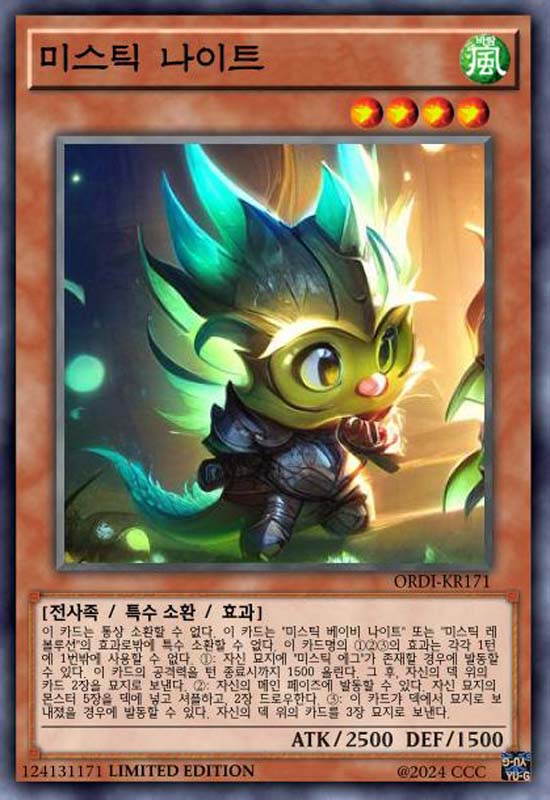 미스틱 나이트
바람
風
ORDI-KR171
[전사족 / 특수 소환 / 효과]
이 카드는 통상 소환할 수 없다. 이 카드는 "미스틱 베이비 나이트" 또는 "미스틱 레
볼루션"의 효과로밖에 특수 소환할 수 없다. 이 카드명의 ①②③의 효과는 각각 1턴
에 1번밖에 사용할 수 없다. ①: 자신 묘지에 "미스틱 에그"가 존재할 경우에 발동할
수 있다. 이 카드의 공격력을 턴 종료시까지 1500 올린다. 그 후, 자신의 덱 위의
카드 2장을 묘지로 보낸다. ②: 자신의 메인 페이즈에 발동할 수 있다. 자신 묘지의
몬스터 5장을 덱에 넣고 셔플하고, 2장 드로우한다. ③: 이 카드가 덱에서 묘지로 보
내졌을 경우에 발동할 수 있다. 자신의 덱 위의 카드를 3장 묘지로 보낸다.
ATK/2500 DEF/1500
124131171 LIMITED EDITION
@2024 CCC